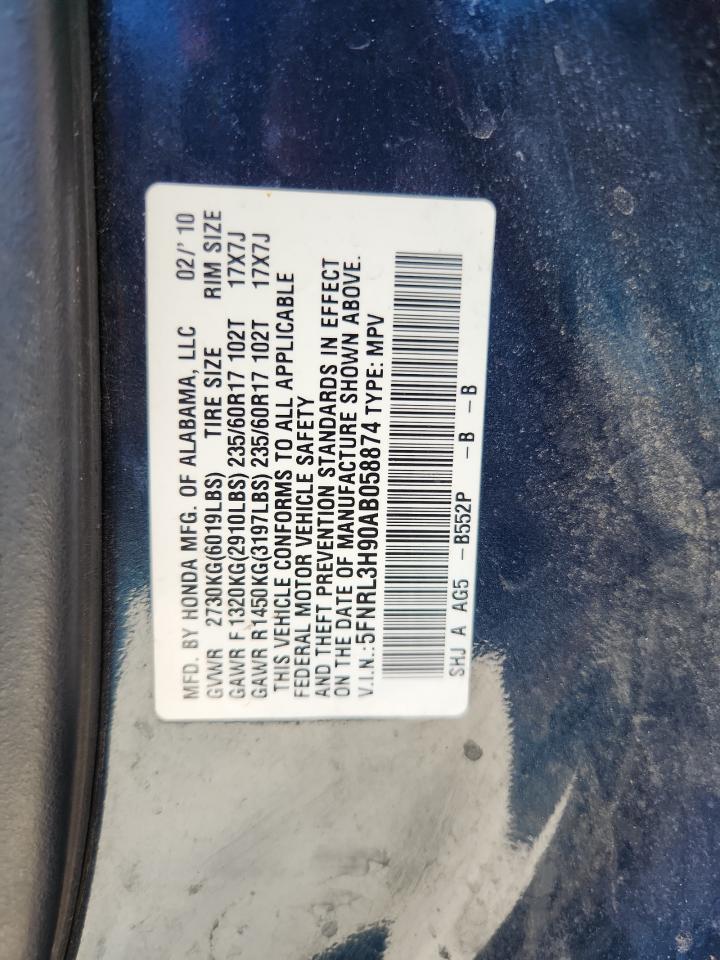 MFD. BY HONDA MFG. OF ALABAMA, LLC 02/' 10
GVWR 2730KG(6019LBS) TIRE SIZE RIM SIZE
GAWR F1320KG(2910LBS) 235/60R17 102T 17X7J
GAWR R1450KG(3197LBS) 235/60R17 102T 17X7J
THIS VEHICLE CONFORMS TO ALL APPLICABLE
FEDERAL MOTOR VEHICLE SAFETY
AND THEFT PREVENTION STANDARDS IN EFFECT
ON THE DATE OF MANUFACTURE SHOWN ABOVE.
V.I.N.:5FNRL3H90AB058874 TYPE: MPV
SHJ A AG5 -B552P -B -B